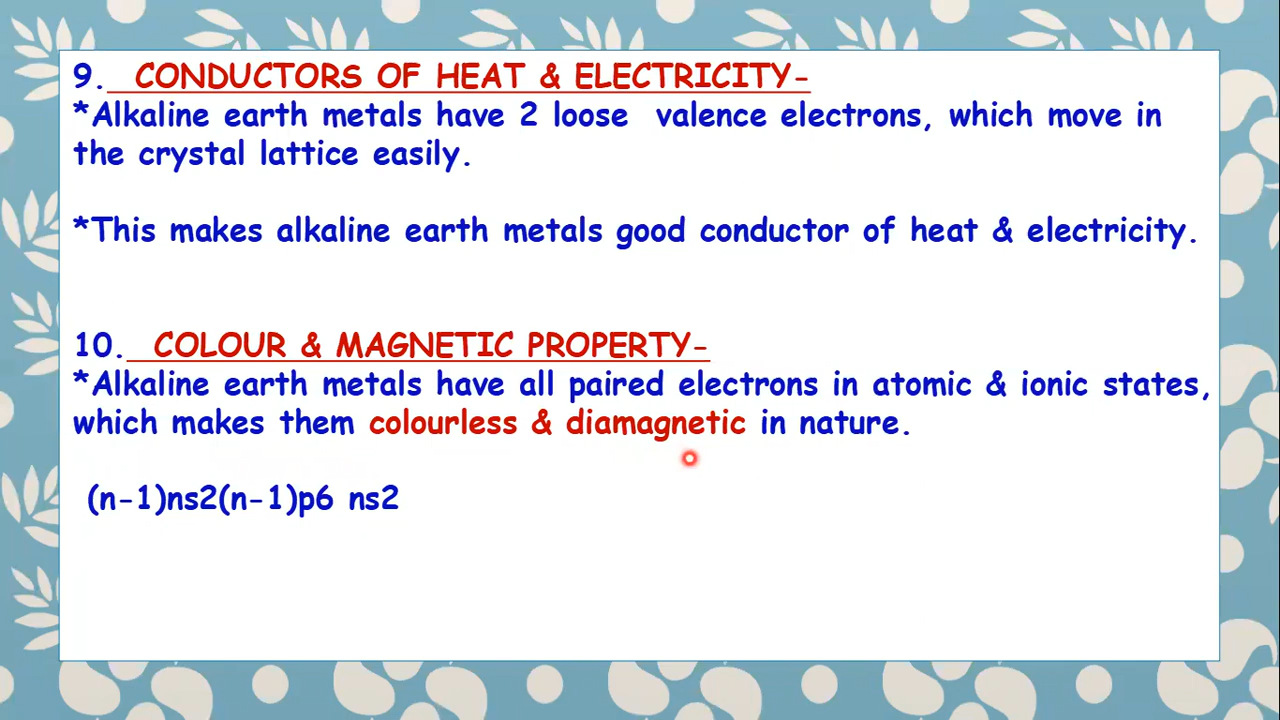 9. CONDUCTORS OF HEAT & ELECTRICITY-
*Alkaline earth metals have 2 loose valence electrons, which move in
the crystal lattice easily.
*This makes alkaline earth metals good conductor of heat & electricity.
10. COLOUR & MAGNETIC PROPERTY-
*Alkaline earth metals have all paired electrons in atomic & ionic states,
which makes them colourless & diamagnetic in nature.
(n-1)ns2(n-1)p6 ns2